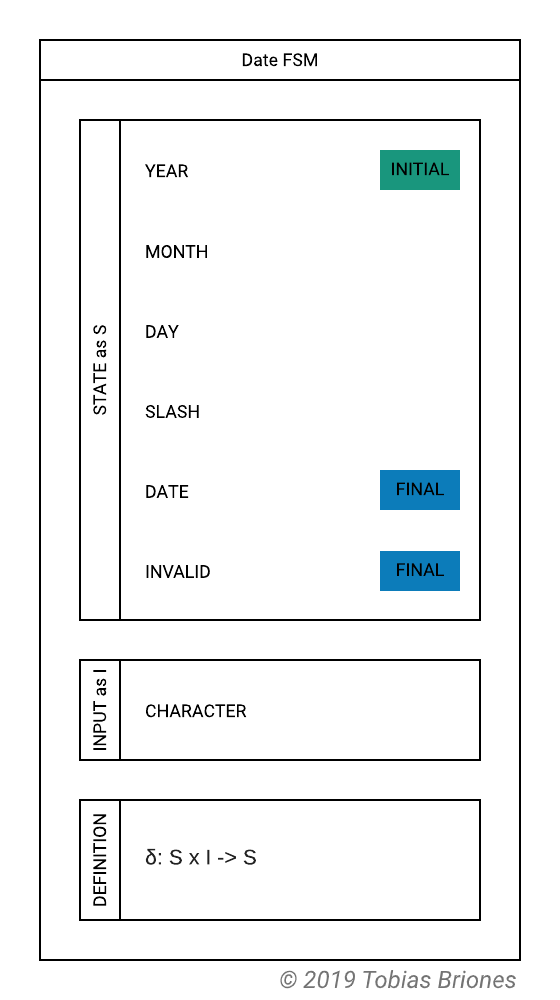 Date FSM
STATE as S
YEAR
INITIAL
MONTH
DAY
SLASH
DATE
FINAL
INVALID
FINAL
INPUT as I
CHARACTER
DEFINITION
δ: S x I -> S
© 2019 Tobias Briones